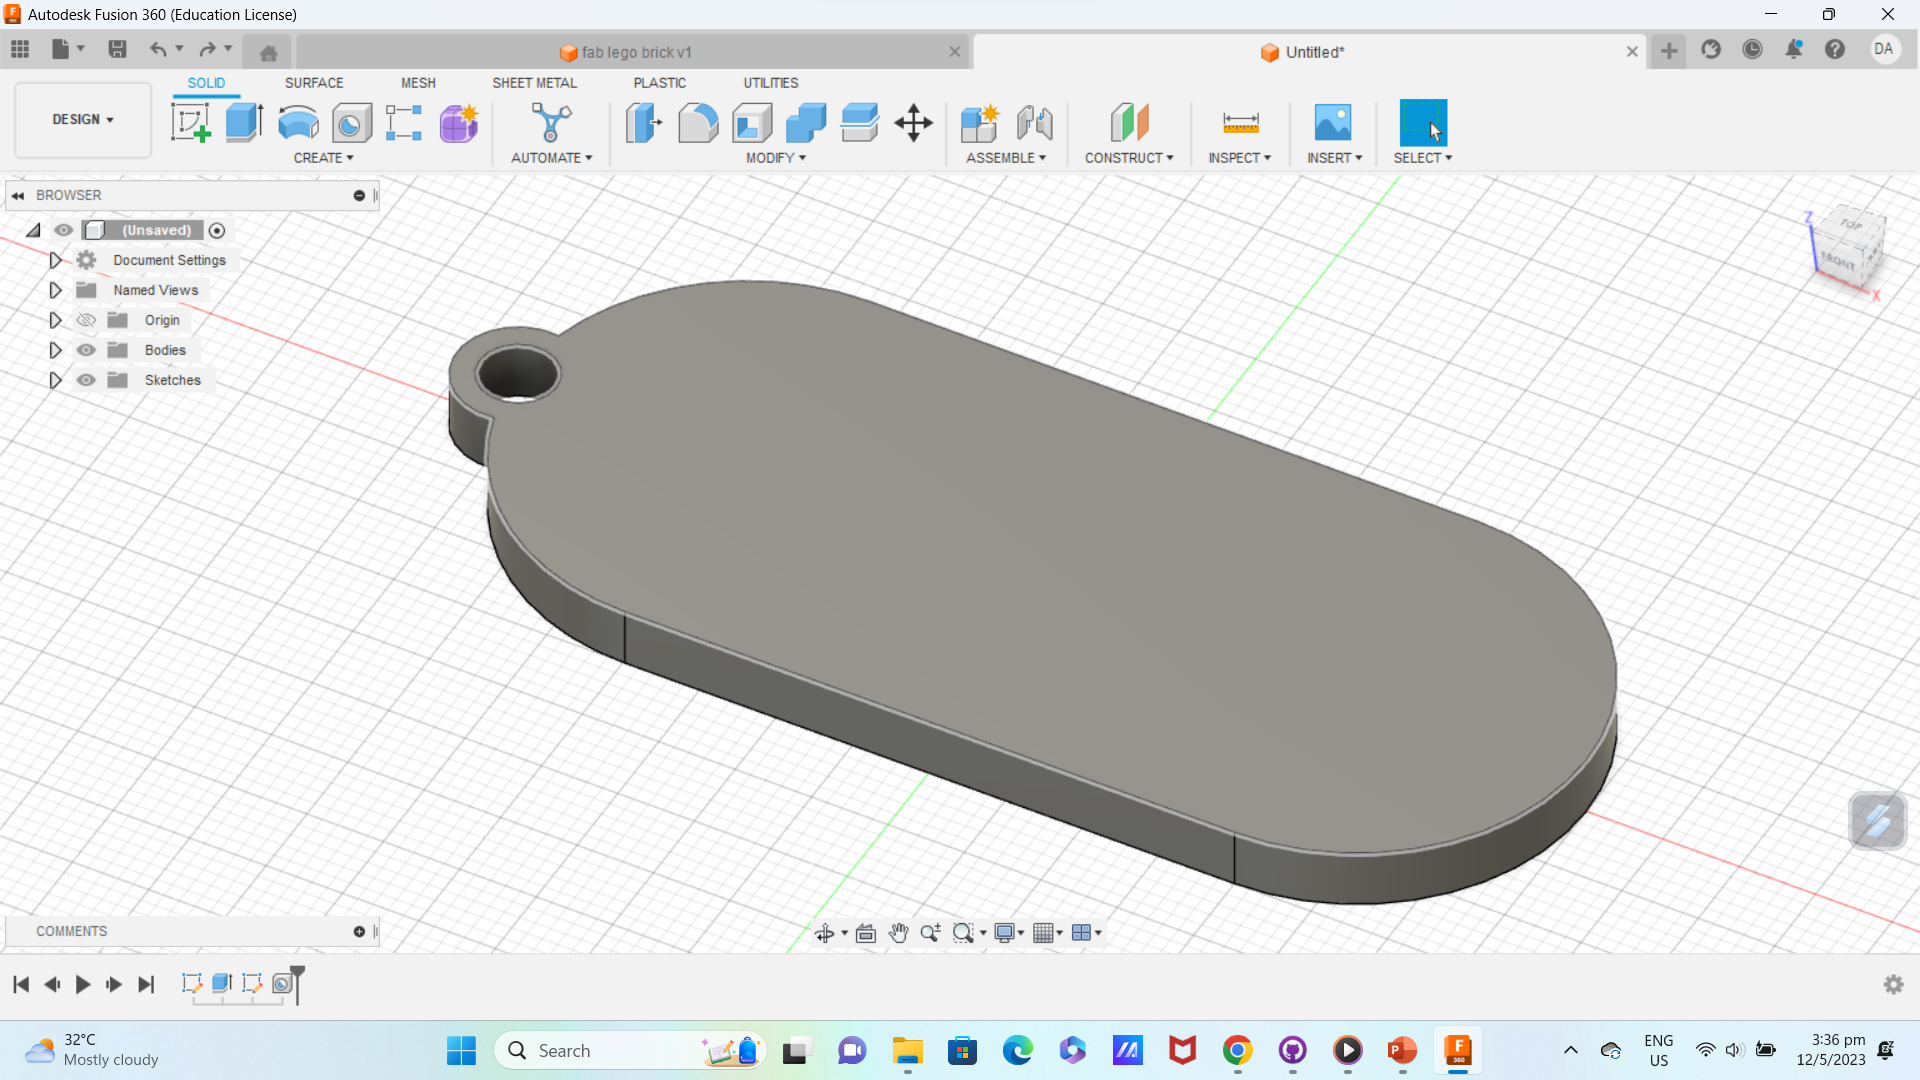 Autodesk Fusion 360 (Education License)
fab lego brick v1
Untitled*
DA
DESIGN
SOLID
SURFACE
MESH
SHEET METAL
PLASTIC
UTILITIES
CREATE
AUTOMATE
MODIFY
ASSEMBLE
CONSTRUCT
INSPECT
INSERT
SELECT
BROWSER
(Unsaved)
Document Settings
Named Views
Origin
Bodies
Sketches
Z
TOP
FRONT
X
COMMENTS
32°C
Mostly cloudy
Search
P
F
360
ENG
US
3:36 pm
12/5/2023